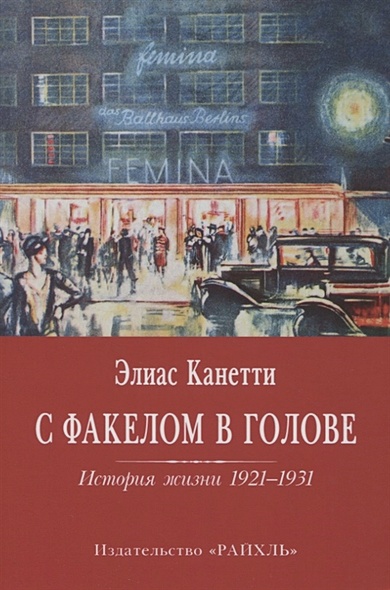 femina
das Ballhaus Berlins
FEMINA
Элиас Канетти
С ФАКЕЛОМ В ГОЛОВЕ
История жизни 1921–1931
Издательство «РАЙХЛЬ»